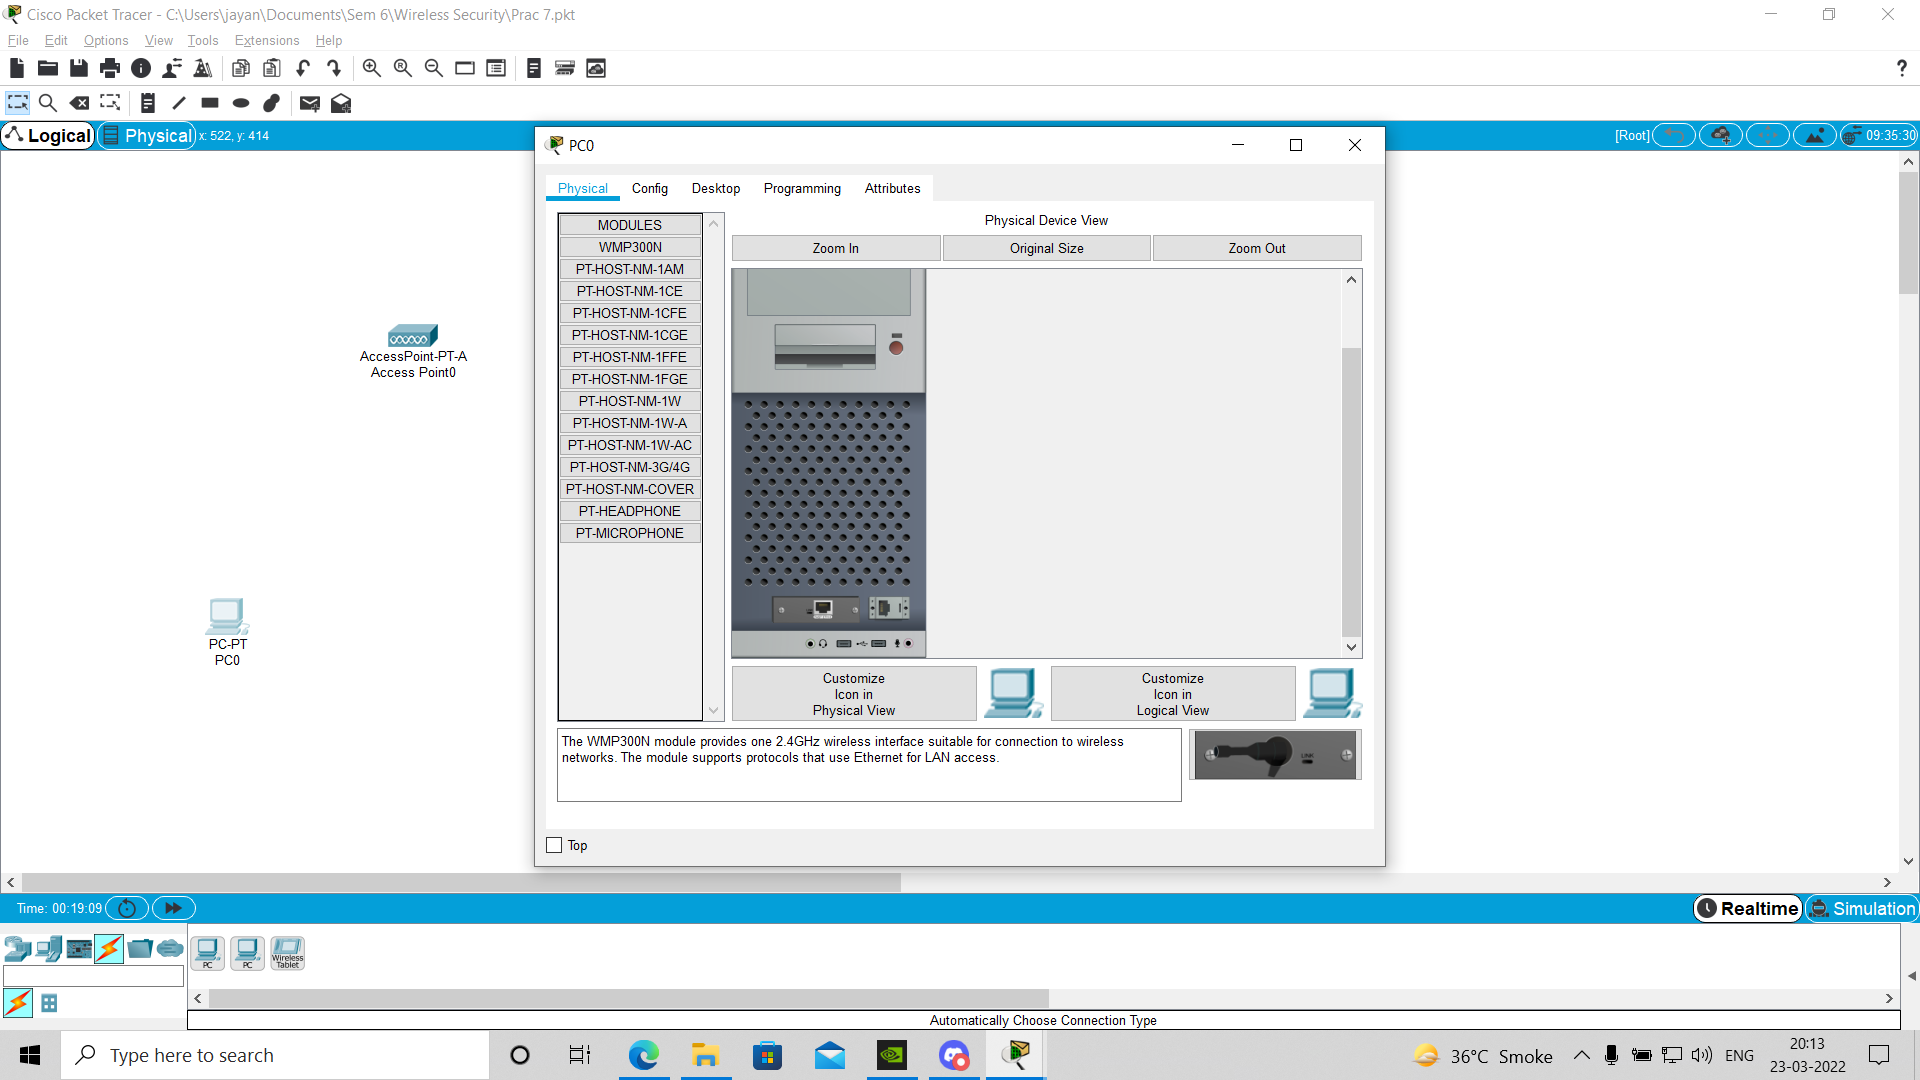 Cisco Packet Tracer - C:\Users\jayan\Documents\Sem 6\Wireless Security\Prac 7.pkt
File Edit Options View Tools Extensions Help
?
Logical Physical x: 522, y: 414
[Root] 09:35:30
PC0
Physical Config Desktop Programming Attributes
MODULES
WMP300N
PT-HOST-NM-1AM
PT-HOST-NM-1CE
PT-HOST-NM-1CFE
PT-HOST-NM-1CGE
PT-HOST-NM-1FFE
PT-HOST-NM-1FGE
PT-HOST-NM-1W
PT-HOST-NM-1W-A
PT-HOST-NM-1W-AC
PT-HOST-NM-3G/4G
PT-HOST-NM-COVER
PT-HEADPHONE
PT-MICROPHONE
Physical Device View
Zoom In Original Size Zoom Out
AccessPoint-PT-A
Access Point0
PC-PT
PC0
Customize
Icon in
Physical View
Customize
Icon in
Logical View
The WMP300N module provides one 2.4GHz wireless interface suitable for connection to wireless
networks. The module supports protocols that use Ethernet for LAN access.
LINK
Top
Time: 00:19:09
Realtime Simulation
PC PC Wireless
Tablet
Automatically Choose Connection Type
Type here to search
36°C Smoke
ENG
20:13
23-03-2022